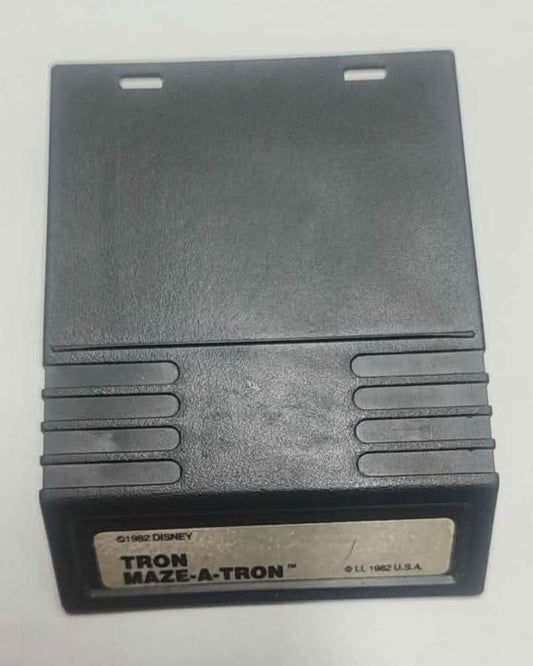 ©1982 DISNEY
TRON
MAZE-A-TRON™
© I.I. 1982 U.S.A.